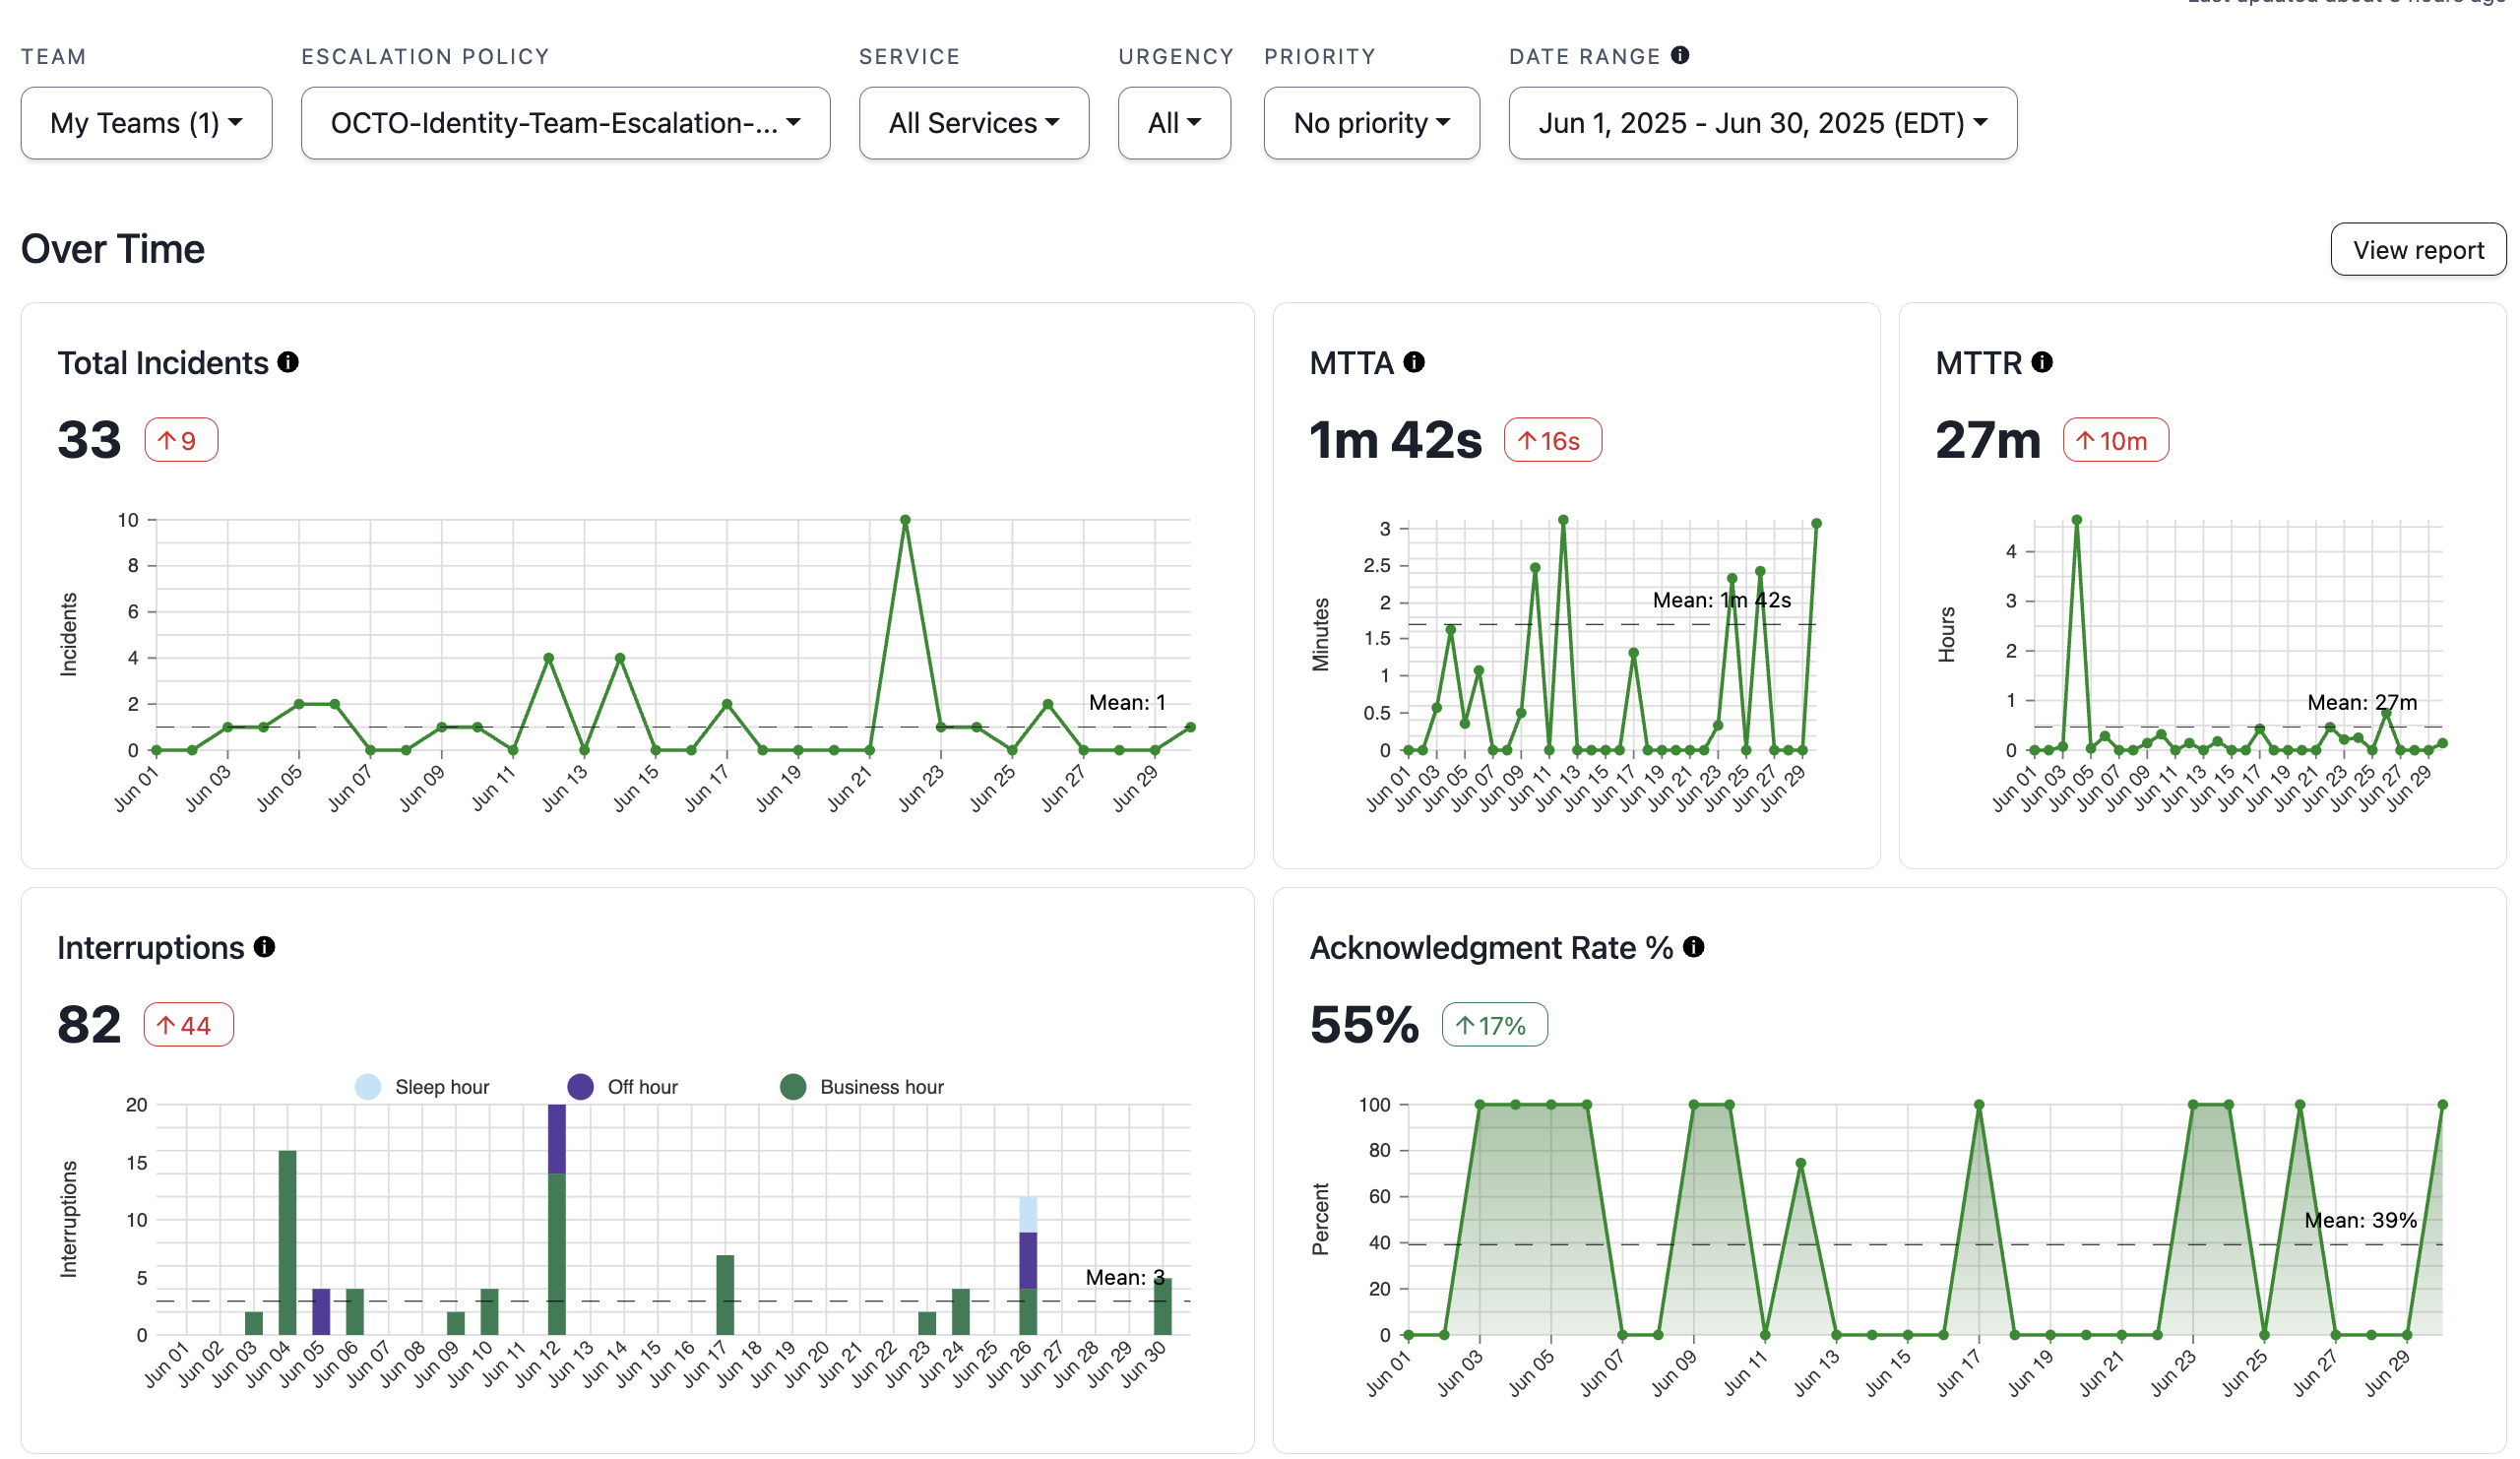 Last updated about 8 hours ago
TEAM
ESCALATION POLICY
SERVICE
URGENCY
PRIORITY
DATE RANGE
My Teams (1)
OCTO-Identity-Team-Escalation-...
All Services
All
No priority
Jun 1, 2025 - Jun 30, 2025 (EDT)
Over Time
View report
Total Incidents
33
↑9
Incidents
10
8
6
4
2
0
Mean: 1
Jun 01
Jun 03
Jun 05
Jun 07
Jun 09
Jun 11
Jun 13
Jun 15
Jun 17
Jun 19
Jun 21
Jun 23
Jun 25
Jun 27
Jun 29
MTTA
1m 42s
↑16s
Minutes
3
2.5
2
1.5
1
0.5
0
Mean: 1m 42s
Jun 01
Jun 03
Jun 05
Jun 07
Jun 09
Jun 11
Jun 13
Jun 15
Jun 17
Jun 19
Jun 21
Jun 23
Jun 25
Jun 27
Jun 29
MTTR
27m
↑10m
Hours
4
3
2
1
0
Mean: 27m
Jun 01
Jun 03
Jun 05
Jun 07
Jun 09
Jun 11
Jun 13
Jun 15
Jun 17
Jun 19
Jun 21
Jun 23
Jun 25
Jun 27
Jun 29
Interruptions
82
↑44
Sleep hour
Off hour
Business hour
Interruptions
20
15
10
5
0
Mean: 3
Jun 01
Jun 02
Jun 03
Jun 04
Jun 05
Jun 06
Jun 07
Jun 08
Jun 09
Jun 10
Jun 11
Jun 12
Jun 13
Jun 14
Jun 15
Jun 16
Jun 17
Jun 18
Jun 19
Jun 20
Jun 21
Jun 22
Jun 23
Jun 24
Jun 25
Jun 26
Jun 27
Jun 28
Jun 29
Jun 30
Acknowledgment Rate %
55%
↑17%
Percent
100
80
60
40
20
0
Mean: 39%
Jun 01
Jun 03
Jun 05
Jun 07
Jun 09
Jun 11
Jun 13
Jun 15
Jun 17
Jun 19
Jun 21
Jun 23
Jun 25
Jun 27
Jun 29